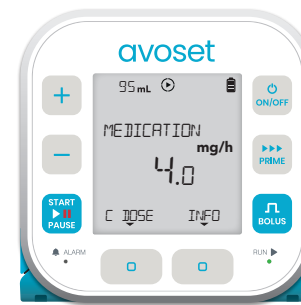 avoset
95 mL
ON/OFF
MEDICATION
mg/h
4.0
PRIME
START
PAUSE
C DOSE INFO
BOLUS
ALARM
RUN